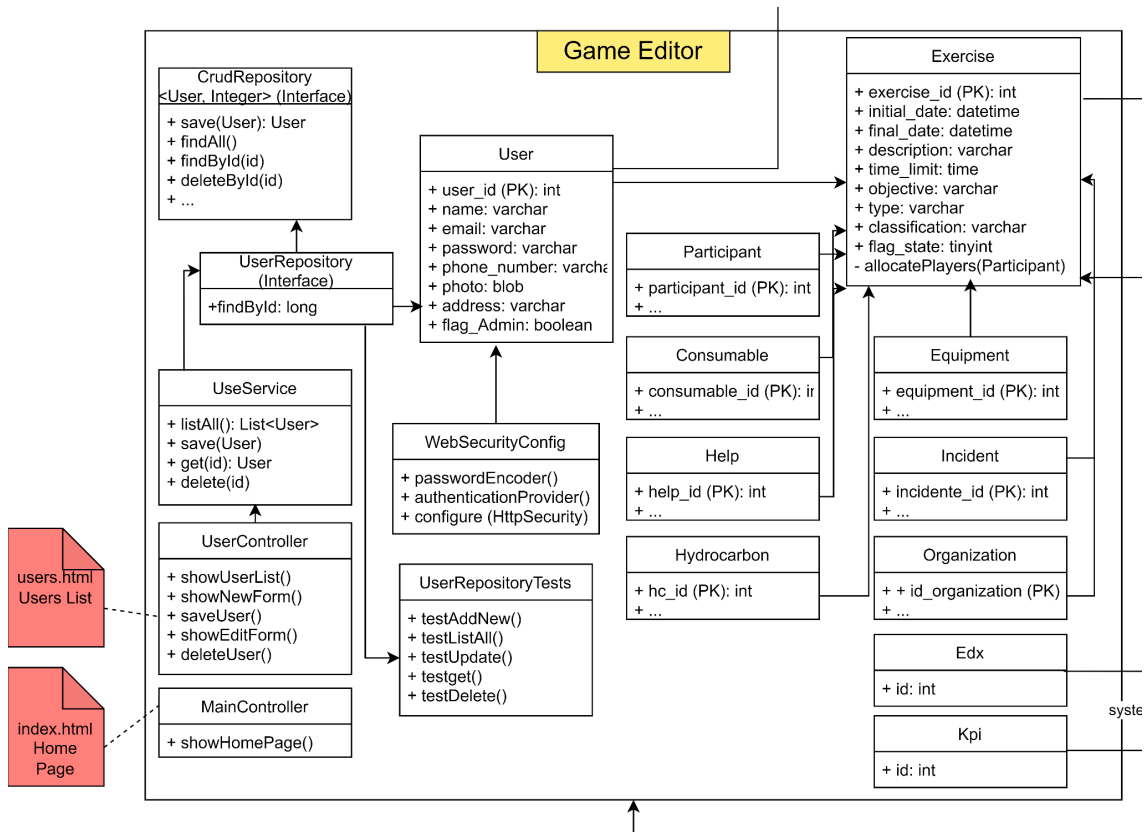 Game Editor
CrudRepository
<User, Integer> (Interface)
+ save(User): User
+ findAll()
+ findById(id)
+ deleteById(id)
+ ...
UserRepository
(Interface)
+findById: long
UseService
+ listAll(): List<User>
+ save(User)
+ get(id): User
+ delete(id)
UserController
+ showUserList()
+ showNewForm()
+ saveUser()
+ showEditForm()
+ deleteUser()
MainController
+ showHomePage()
users.html
Users List
index.html
Home
Page
User
+ user_id (PK): int
+ name: varchar
+ email: varchar
+ password: varchar
+ phone_number: varcha
+ photo: blob
+ address: varchar
+ flag_Admin: boolean
WebSecurityConfig
+ passwordEncoder()
+ authenticationProvider()
+ configure (HttpSecurity)
UserRepositoryTests
+ testAddNew()
+ testListAll()
+ testUpdate()
+ testget()
+ testDelete()
Participant
+ participant_id (PK): int
+ ...
Consumable
+ consumable_id (PK): in
+ ...
Help
+ help_id (PK): int
+ ...
Hydrocarbon
+ hc_id (PK): int
+ ...
Exercise
+ exercise_id (PK): int
+ initial_date: datetime
+ final_date: datetime
+ description: varchar
+ time_limit: time
+ objective: varchar
+ type: varchar
+ classification: varchar
+ flag_state: tinyint
- allocatePlayers(Participant)
Equipment
+ equipment_id (PK): int
+ ...
Incident
+ incidente_id (PK): int
+ ...
Organization
+ + id_organization (PK)
+ ...
Edx
+ id: int
Kpi
+ id: int
syste